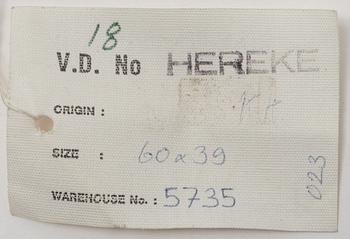 18
V.D. No HEREKE
ORIGIN :
SIZE : 60x39
WAREHOUSE No. : 5735
023